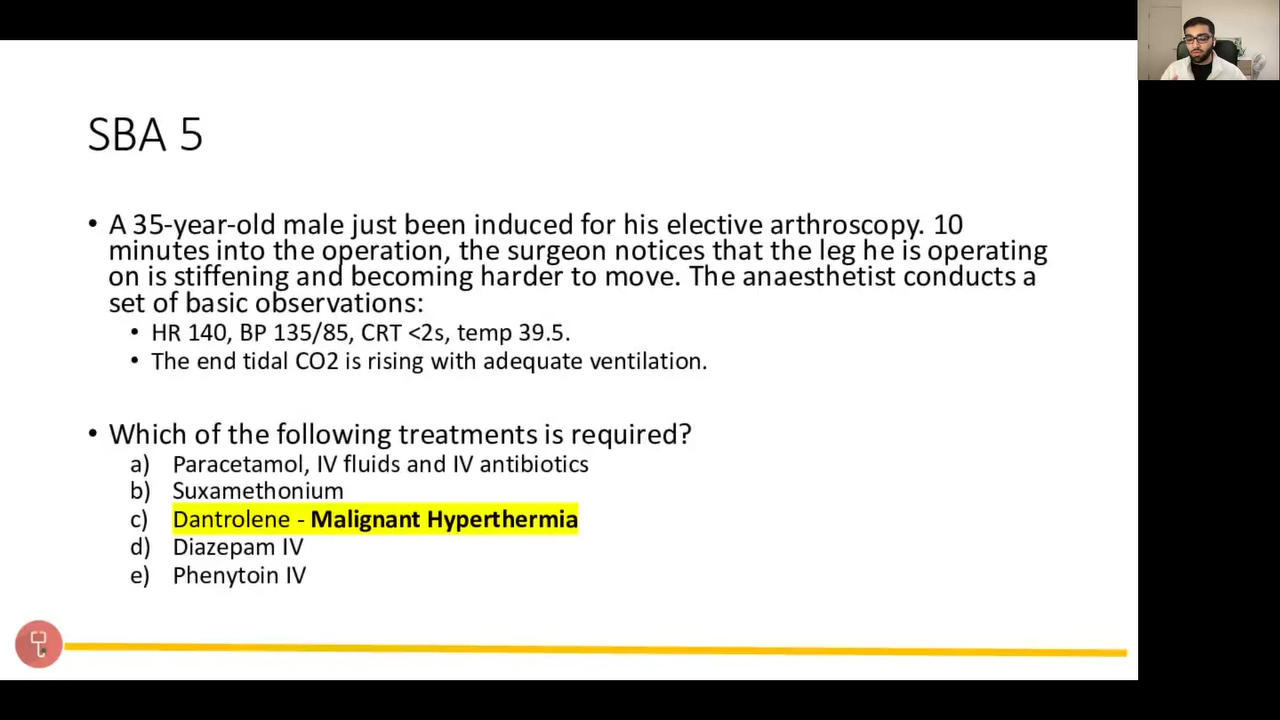 SBA 5
• A 35-year-old male just been induced for his elective arthroscopy. 10
minutes into the operation, the surgeon notices that the leg he is operating
on is stiffening and becoming harder to move. The anaesthetist conducts a
set of basic observations:
• HR 140, BP 135/85, CRT <2s, temp 39.5.
• The end tidal CO2 is rising with adequate ventilation.
• Which of the following treatments is required?
a) Paracetamol, IV fluids and IV antibiotics
b) Suxamethonium
c) Dantrolene - Malignant Hyperthermia
d) Diazepam IV
e) Phenytoin IV